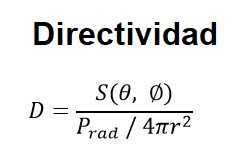 Directividad
D = S(θ, Ø) / P_rad / 4πr²